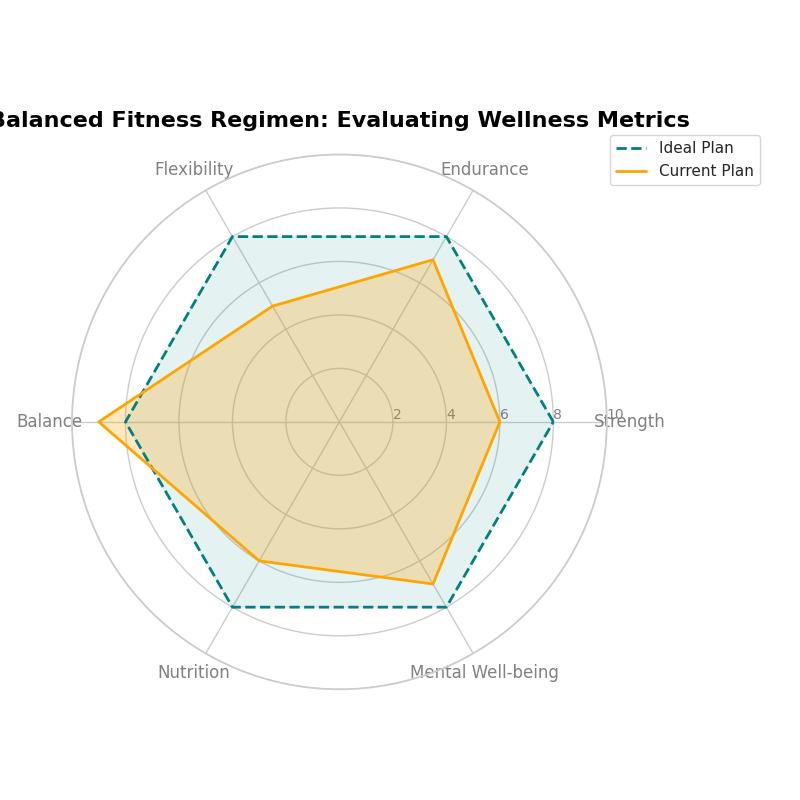 Balanced Fitness Regimen: Evaluating Wellness Metrics
Ideal Plan
Current Plan
Flexibility
Endurance
Balance
2
4
6
8
10
Strength
Nutrition
Mental Well-being